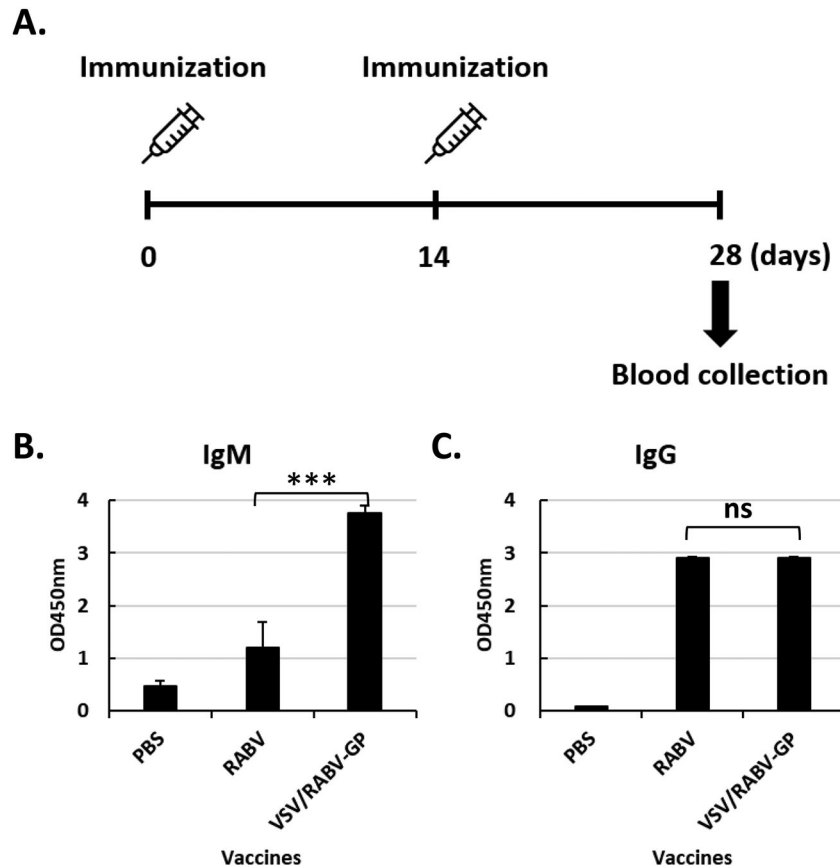 A.
Immunization Immunization
0 14 28 (days)
Blood collection
B.
IgM
***
OD450nm
4
3
2
1
0
PBS
RABV
VSV/RABV-GP
Vaccines
C.
IgG
ns
OD450nm
4
3
2
1
0
PBS
RABV
VSV/RABV-GP
Vaccines